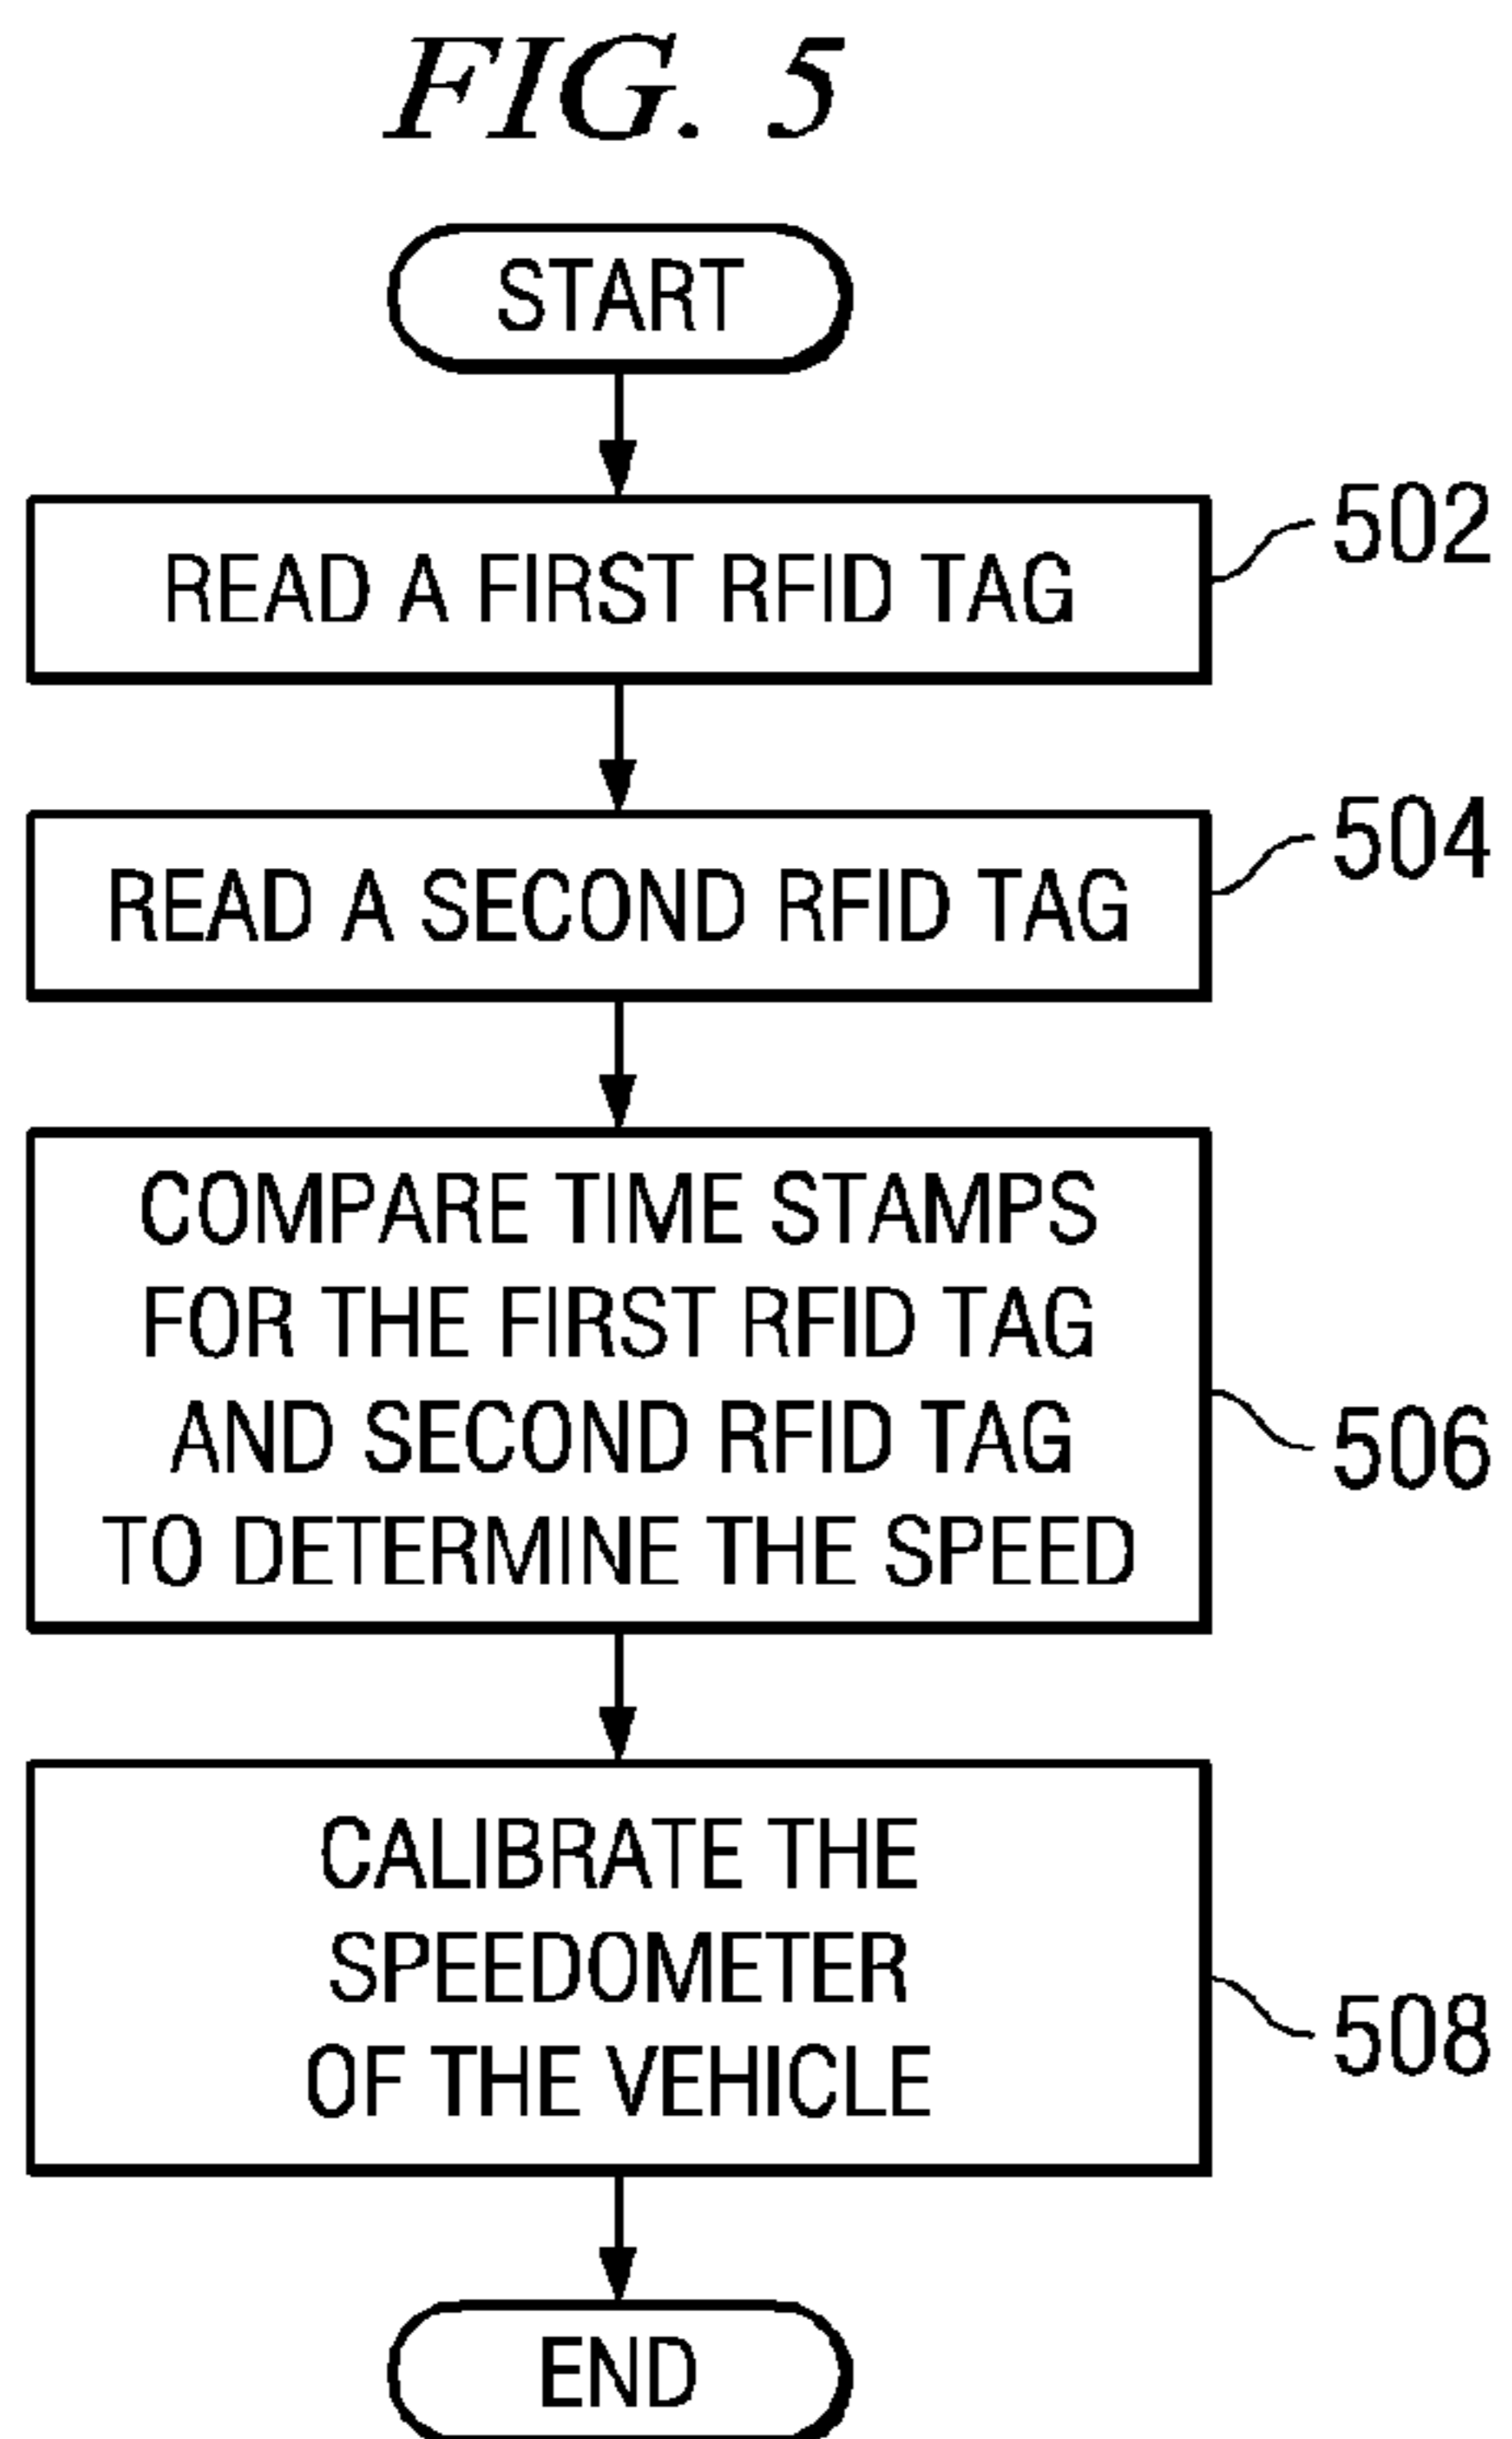 FIG. 5
START
READ A FIRST RFID TAG
502
READ A SECOND RFID TAG
504
COMPARE TIME STAMPS
FOR THE FIRST RFID TAG
AND SECOND RFID TAG
TO DETERMINE THE SPEED
506
CALIBRATE THE
SPEEDOMETER
OF THE VEHICLE
508
END